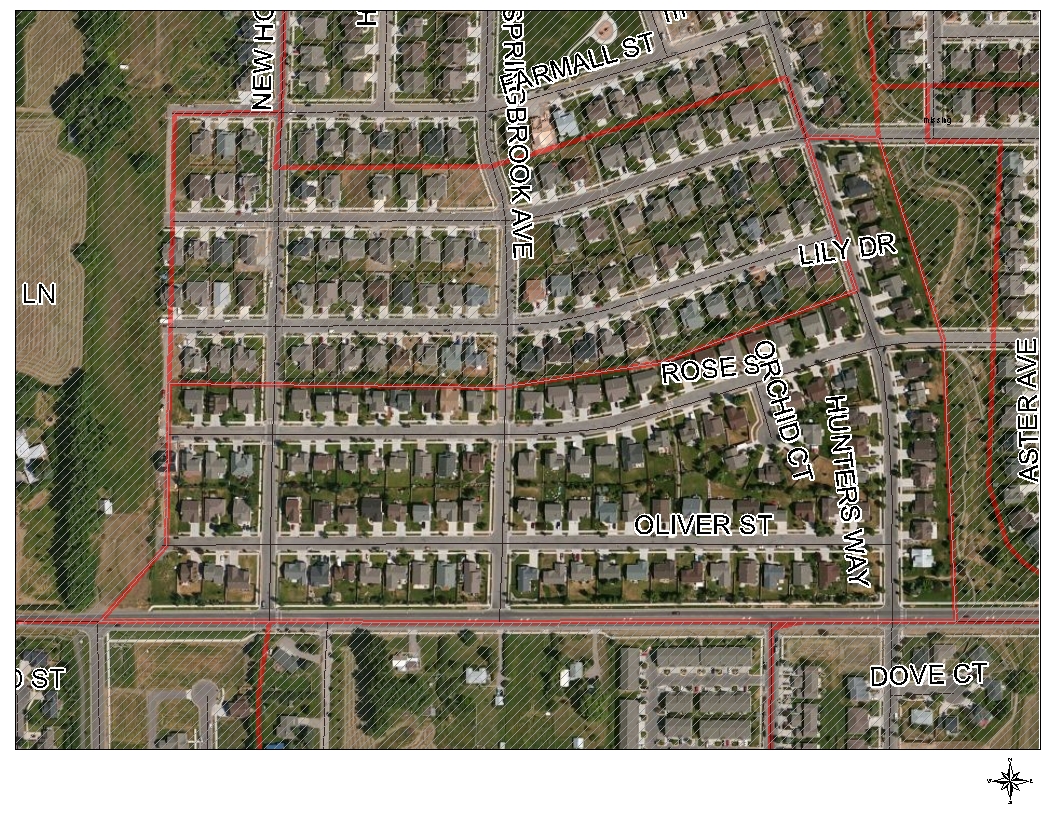 NEW HO
H
SPRINGBROOK AVE
FARMALL ST
E
missing
LILY DR
LN
ROSE S
ORCHID CT
HUNTERS WAY
ASTER AVE
OLIVER ST
D ST
DOVE CT